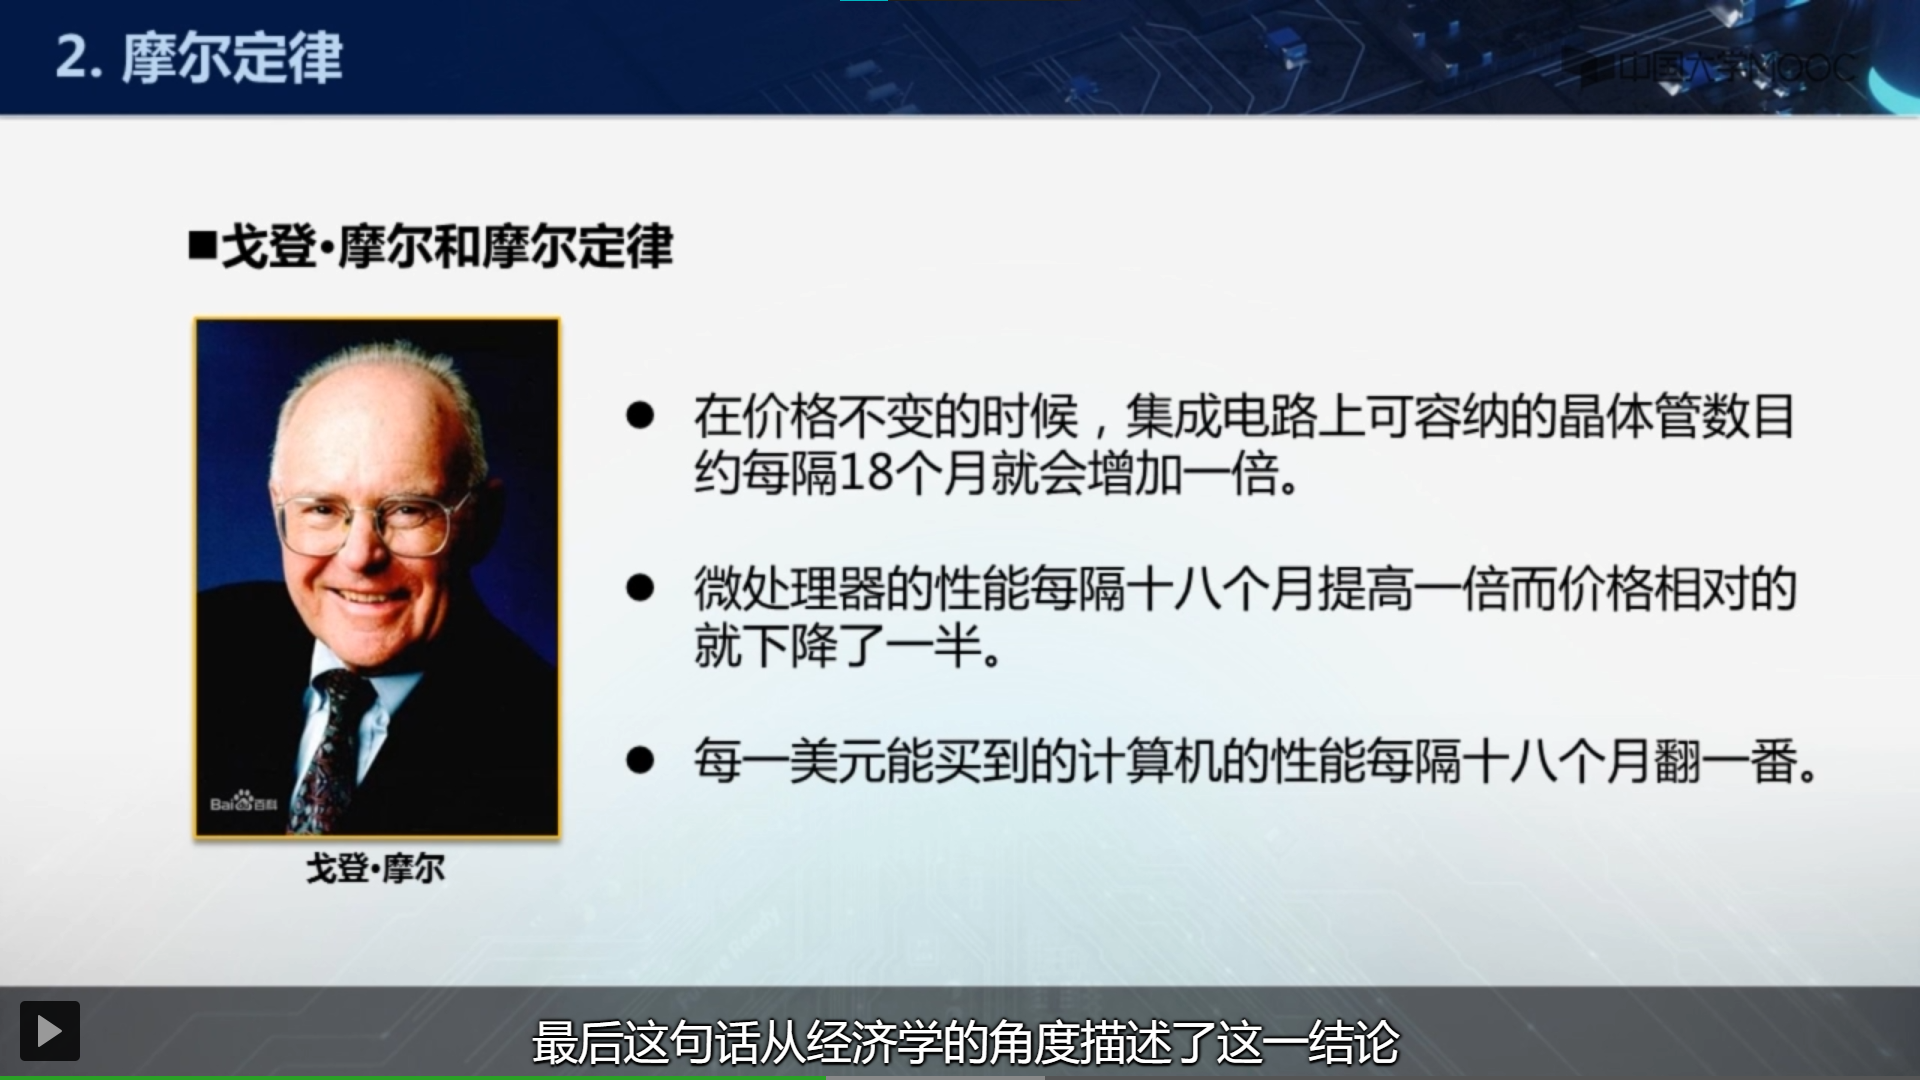 2. 摩尔定律
中国大学MOOC
■戈登·摩尔和摩尔定律
● 在价格不变的时候，集成电路上可容纳的晶体管数目
约每隔18个月就会增加一倍。
● 微处理器的性能每隔十八个月提高一倍而价格相对的
就下降了一半。
● 每一美元能买到的计算机的性能每隔十八个月翻一番。
Bai百科
戈登·摩尔
最后这句话从经济学的角度描述了这一结论